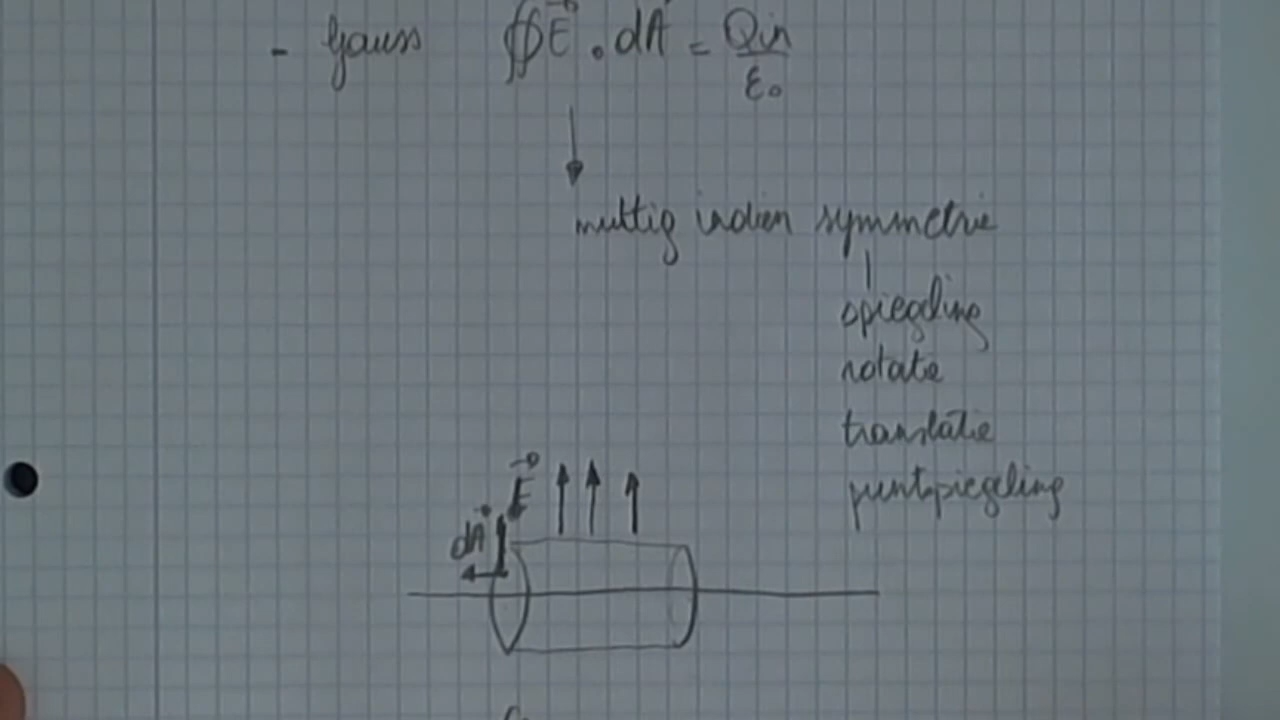 - Gauss ∯E⃗ . dA⃗ = Qin/ε₀
nuttig indien symmetrie
spiegeling
rotatie
translatie
puntspiegeling
E⃗
dA⃗